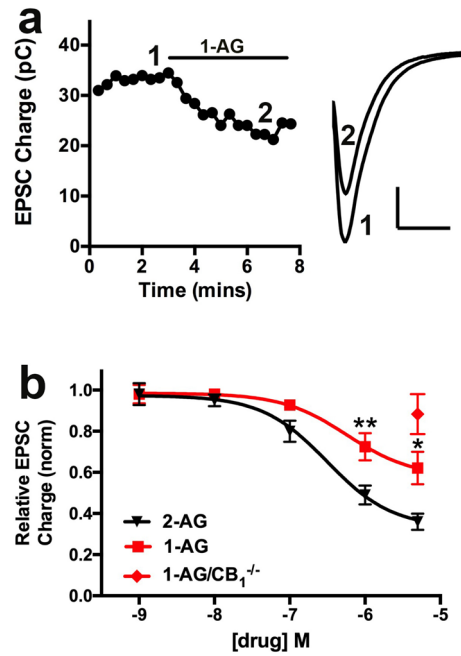 a
1-AG
EPSC Charge (pC)
40
30
20
10
0
1
2
0 2 4 6 8
Time (mins)
2
1
b
Relative EPSC
Charge (norm)
1.0
0.8
0.6
0.4
0.2
0.0
**
*
2-AG
1-AG
1-AG/CB1-/-
-9 -8 -7 -6 -5
[drug] M